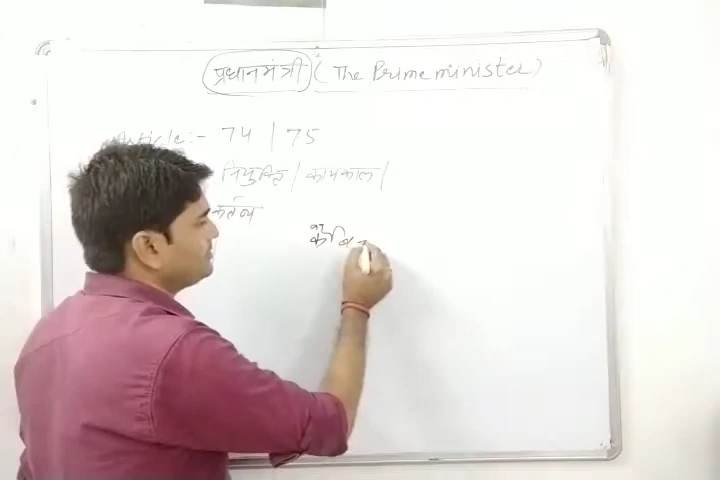 प्रधानमंत्री (The Prime minister)
Article:- 74 | 75
नियुक्ति | कार्यकाल |
कर्तव्य